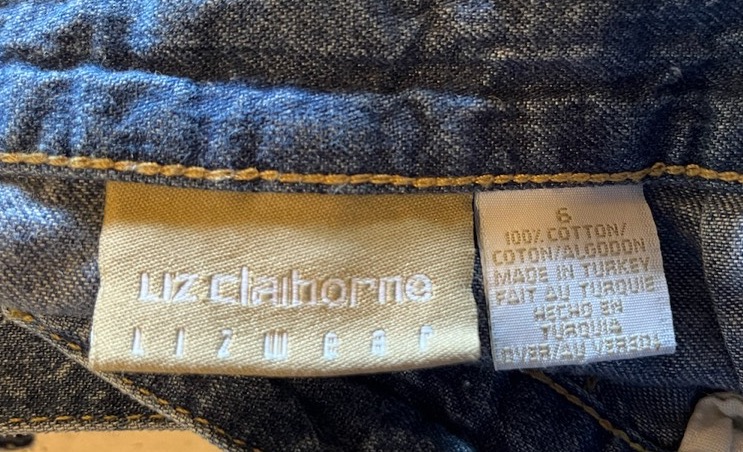 LIZ claiborne
LIZWEAR
6
100% COTTON/
COTON/ALGODON
MADE IN TURKEY
FAIT AU TURQUIE
HECHO EN
TURQUIA
OVER/AU VERSO/